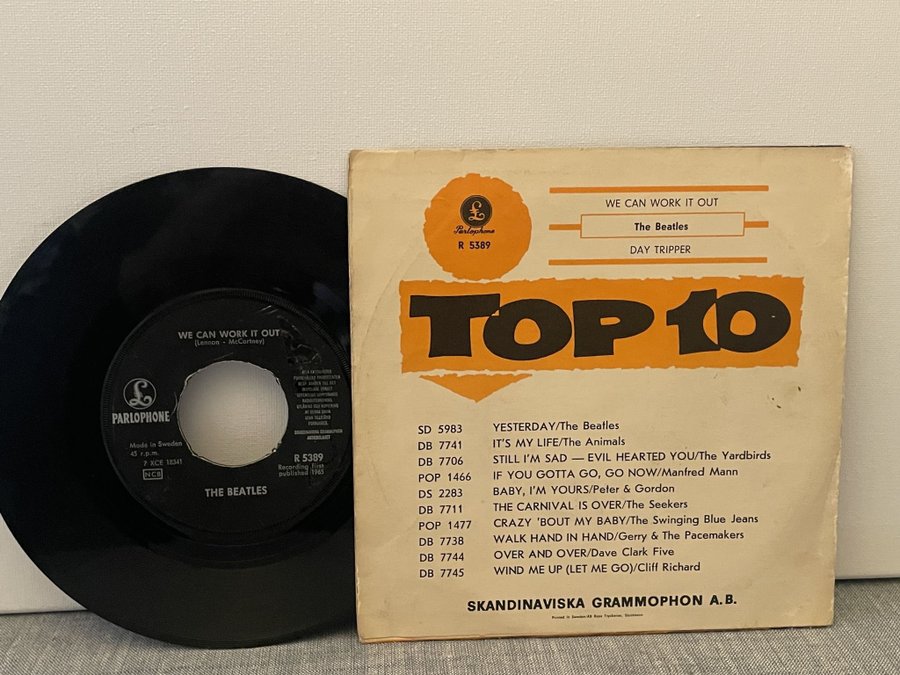 WE CAN WORK IT OUT
(Lennon - McCartney)
PARLOPHONE
Made in Sweden
45 r.p.m.
7 XCE 18341
NCB
R 5389
Recording first
published 1965
THE BEATLES
£
Parlophone
R 5389
WE CAN WORK IT OUT
The Beatles
DAY TRIPPER
TOP 10
SD 5983 YESTERDAY/The Beatles
DB 7741 IT'S MY LIFE/The Animals
DB 7706 STILL I'M SAD — EVIL HEARTED YOU/The Yardbirds
POP 1466 IF YOU GOTTA GO, GO NOW/Manfred Mann
DS 2283 BABY, I'M YOURS/Peter & Gordon
DB 7711 THE CARNIVAL IS OVER/The Seekers
POP 1477 CRAZY 'BOUT MY BABY/The Swinging Blue Jeans
DB 7738 WALK HAND IN HAND/Gerry & The Pacemakers
DB 7744 OVER AND OVER/Dave Clark Five
DB 7745 WIND ME UP (LET ME GO)/Cliff Richard
SKANDINAVISKA GRAMMOPHON A.B.
Printed in Sweden